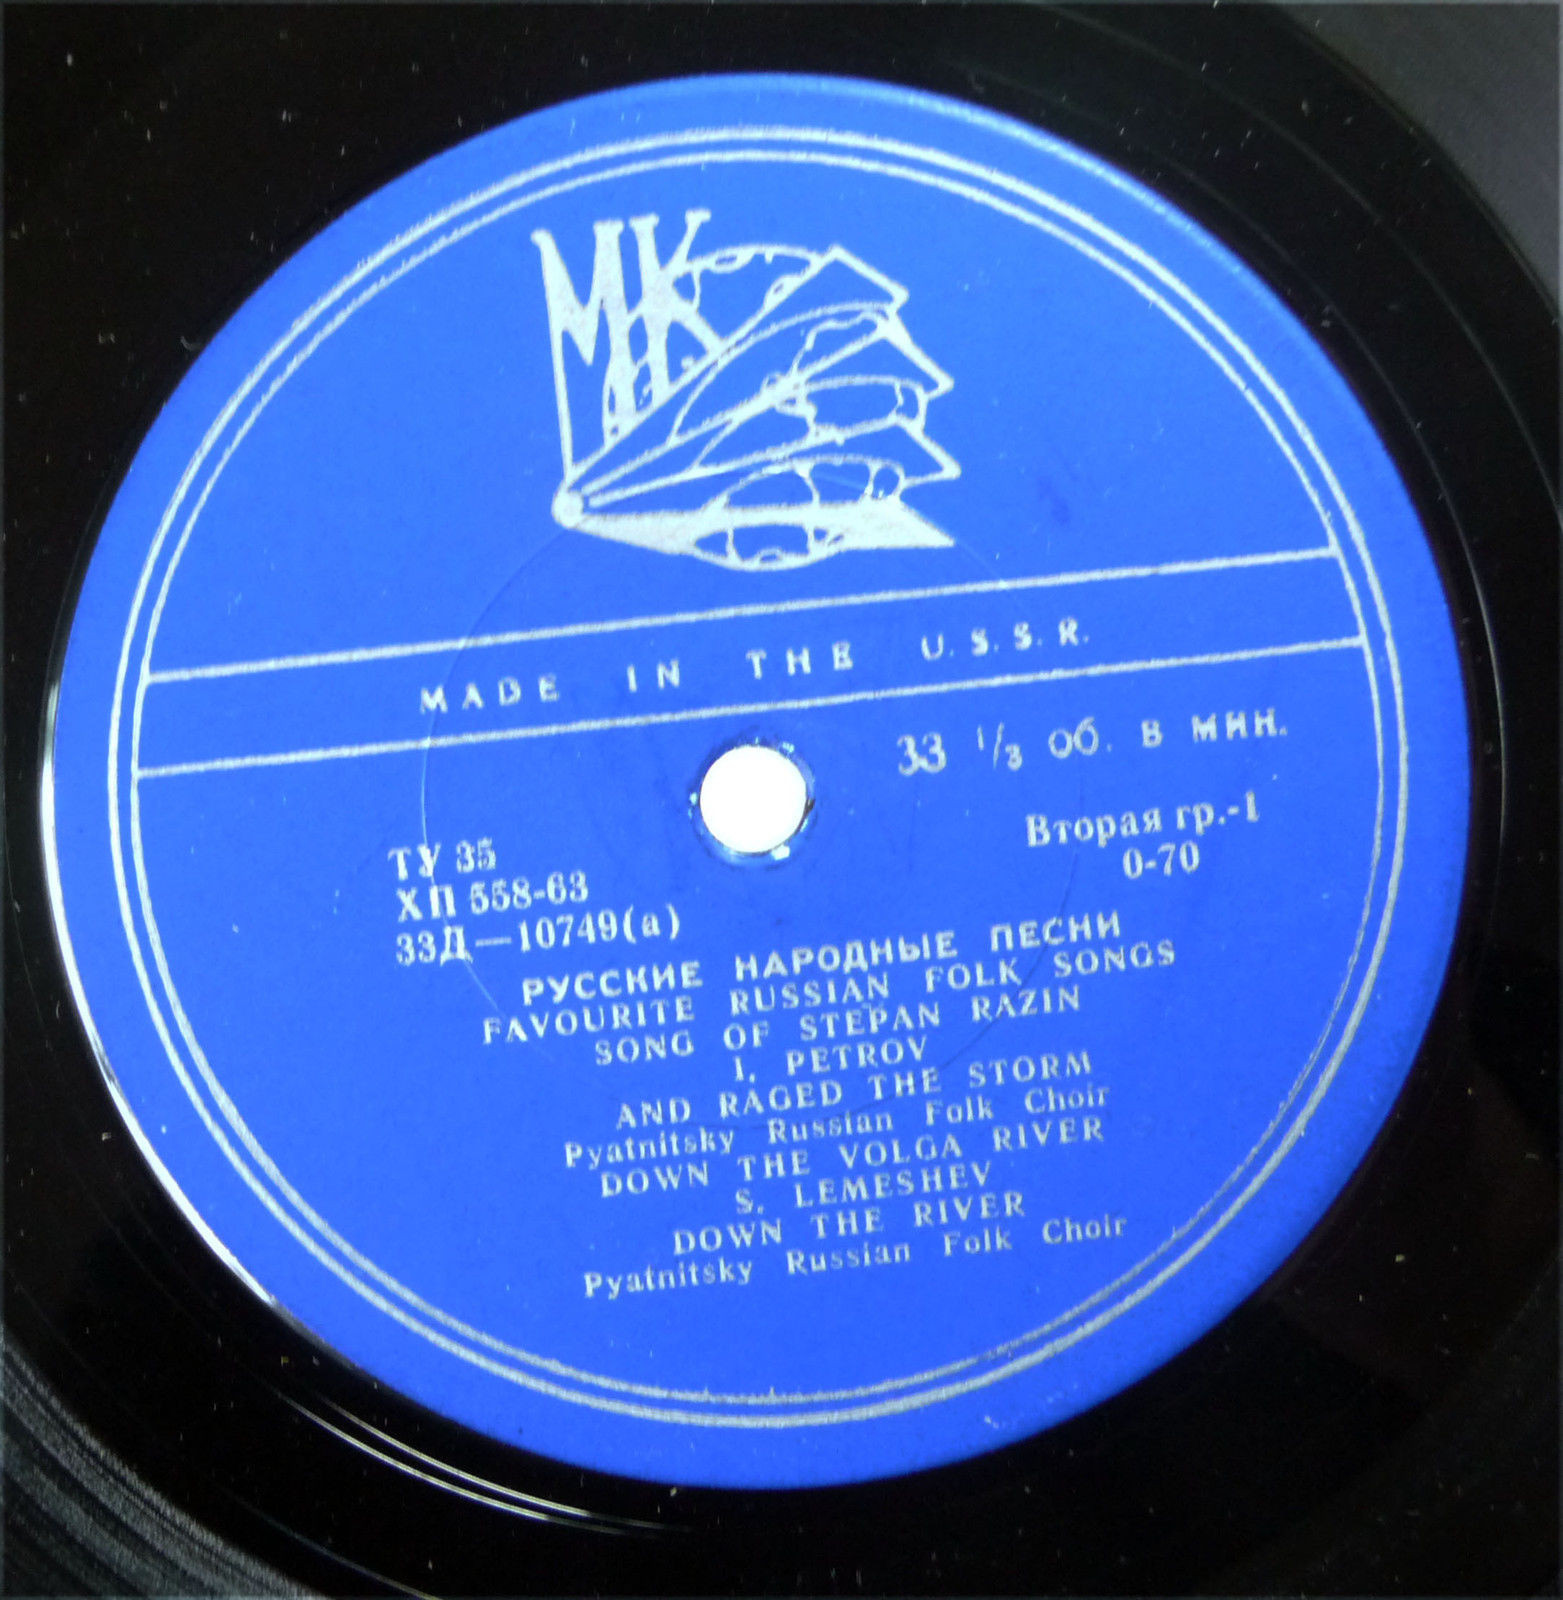 МК
MADE IN THE U.S.S.R.
33 1/3 об. в мин.
Вторая гр.-1
0-70
ТУ 35
ХП 558-63
33Д—10749(а)
РУССКИЕ НАРОДНЫЕ ПЕСНИ
FAVOURITE RUSSIAN FOLK SONGS
SONG OF STEPAN RAZIN
I. PETROV
AND RAGED THE STORM
Pyatnitsky Russian Folk Choir
DOWN THE VOLGA RIVER
S. LEMESHEV
DOWN THE RIVER
Pyatnitsky Russian Folk Choir